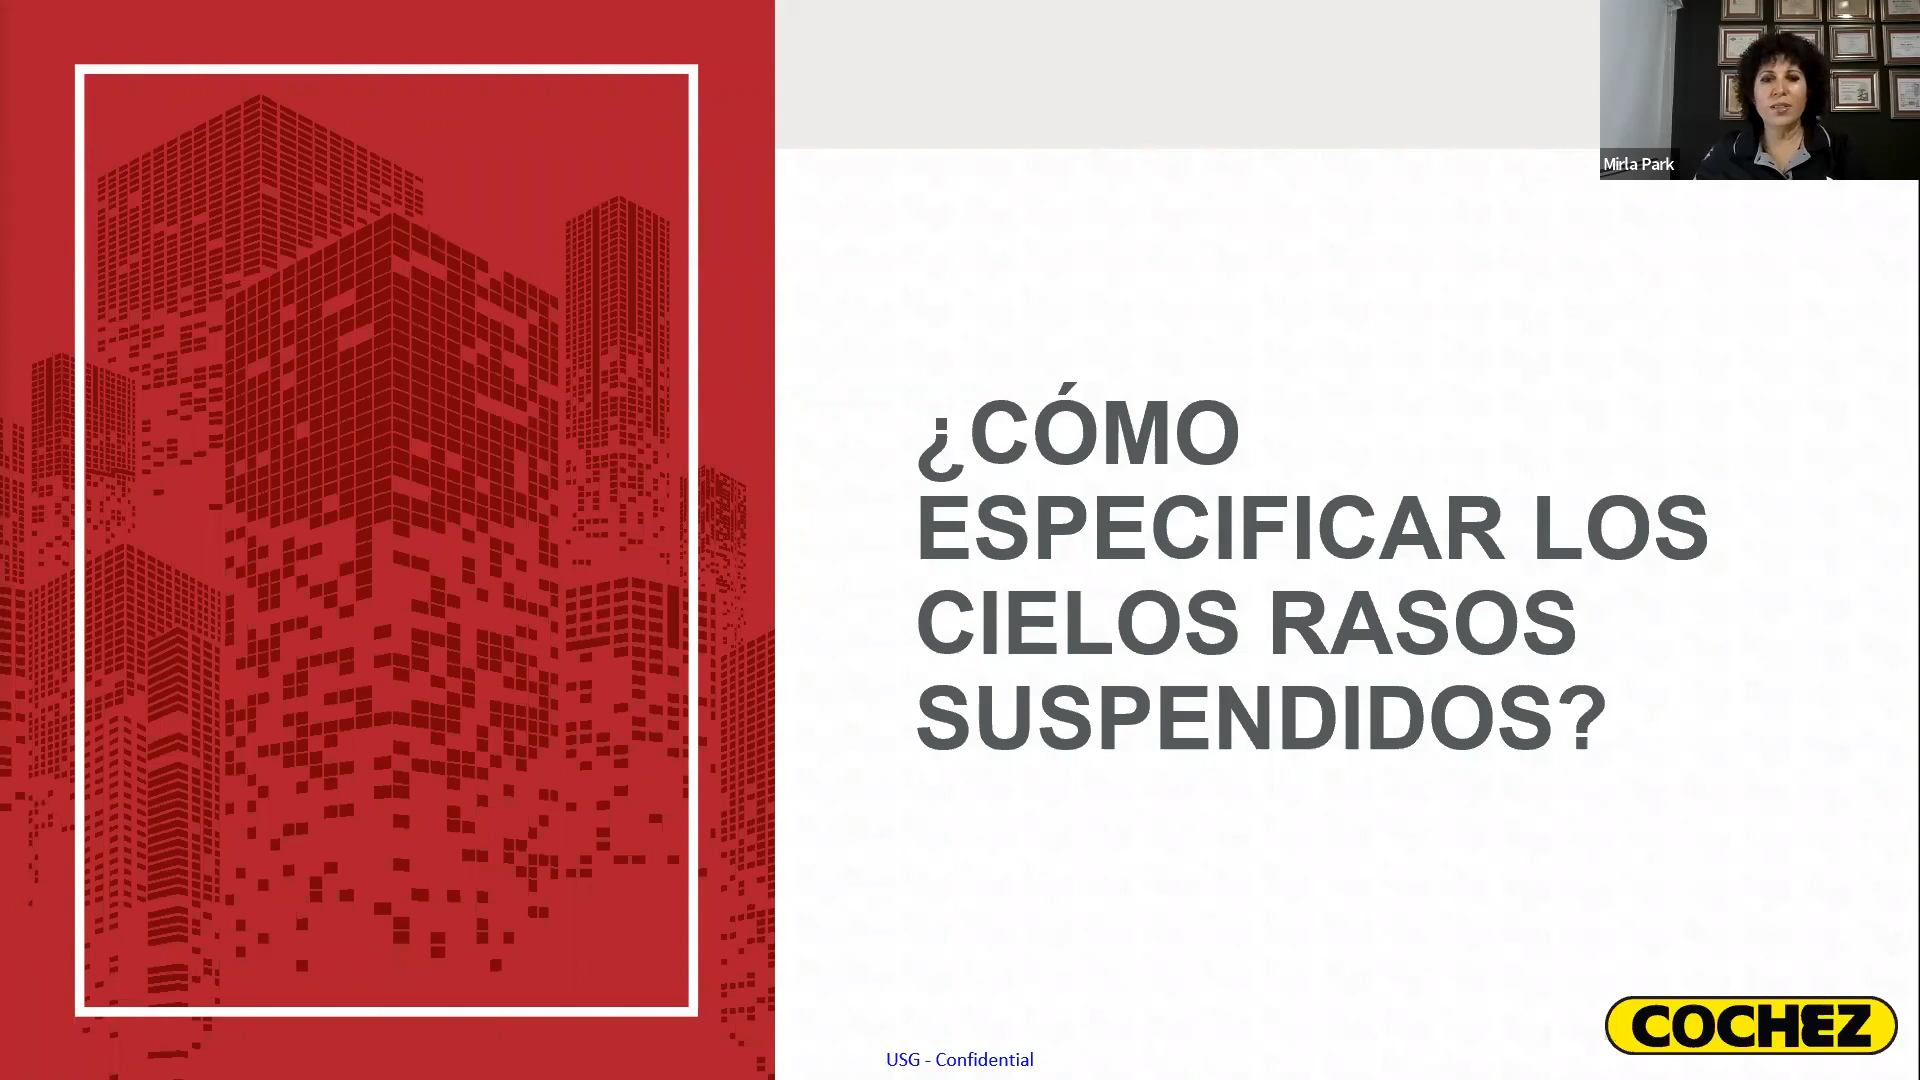 Mirla Park
¿CÓMO
ESPECIFICAR LOS
CIELOS RASOS
SUSPENDIDOS?
COCHEZ
USG - Confidential